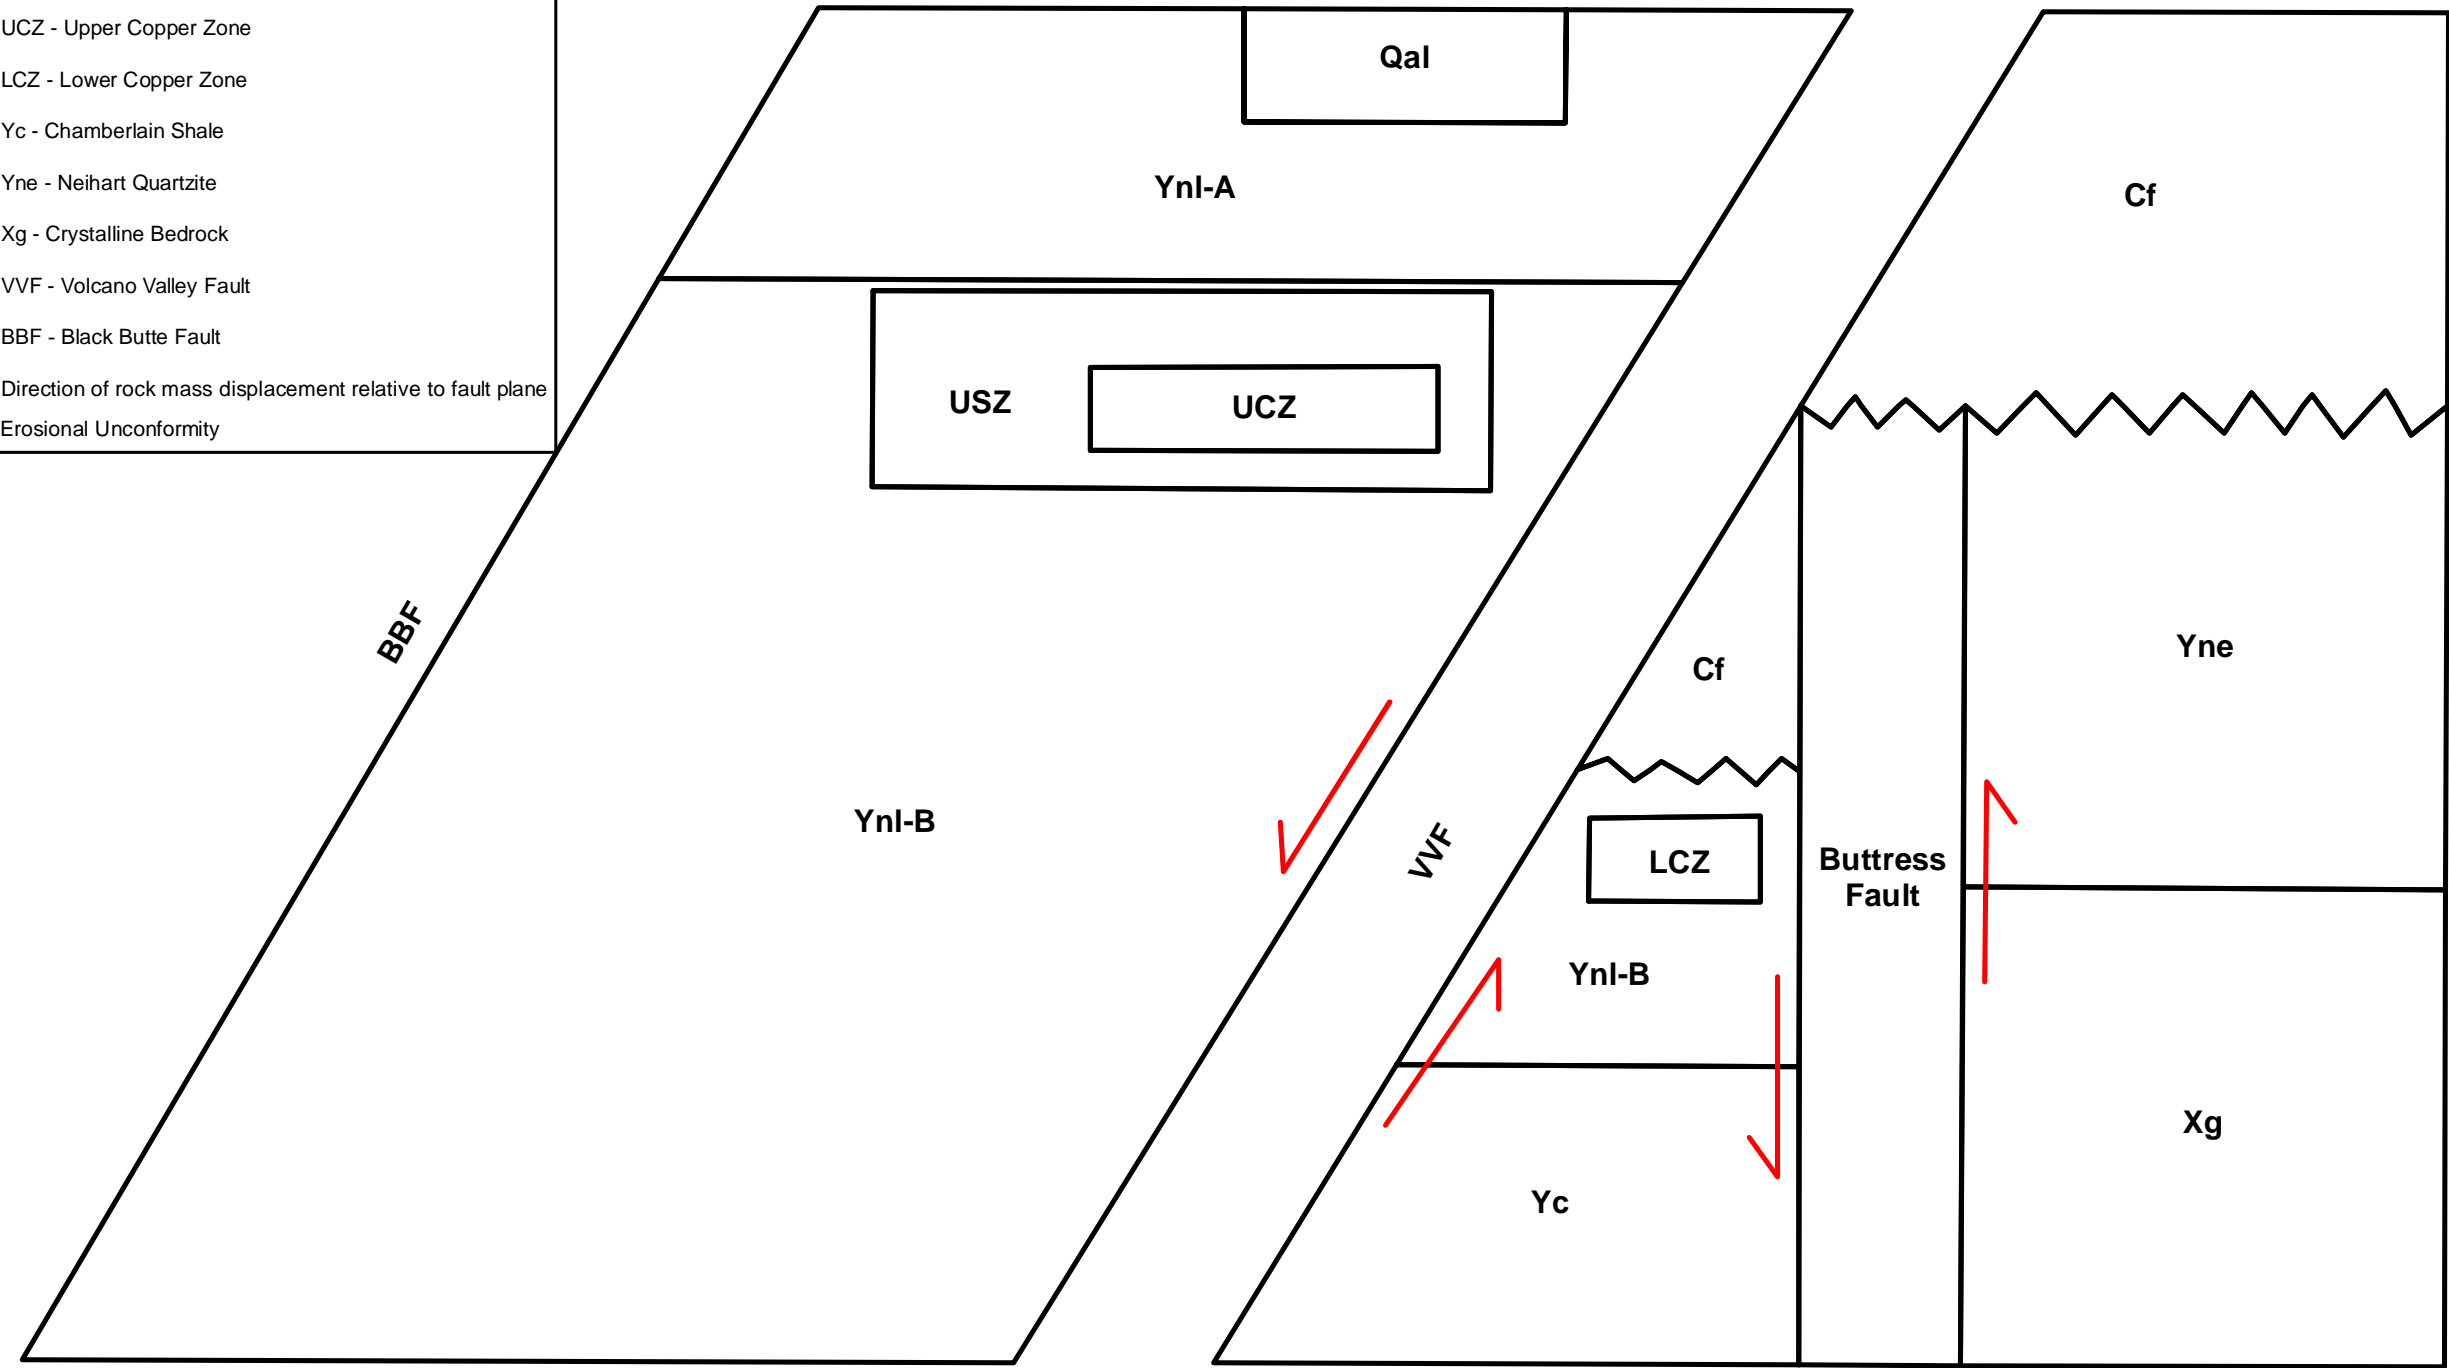 UCZ - Upper Copper Zone
LCZ - Lower Copper Zone
Yc - Chamberlain Shale
Yne - Neihart Quartzite
Xg - Crystalline Bedrock
VVF - Volcano Valley Fault
BBF - Black Butte Fault
Direction of rock mass displacement relative to fault plane
Erosional Unconformity
Qal
Ynl-A
Cf
USZ
UCZ
BBF
Yne
Cf
Ynl-B
VVF
LCZ
Buttress
Fault
Ynl-B
Xg
Yc